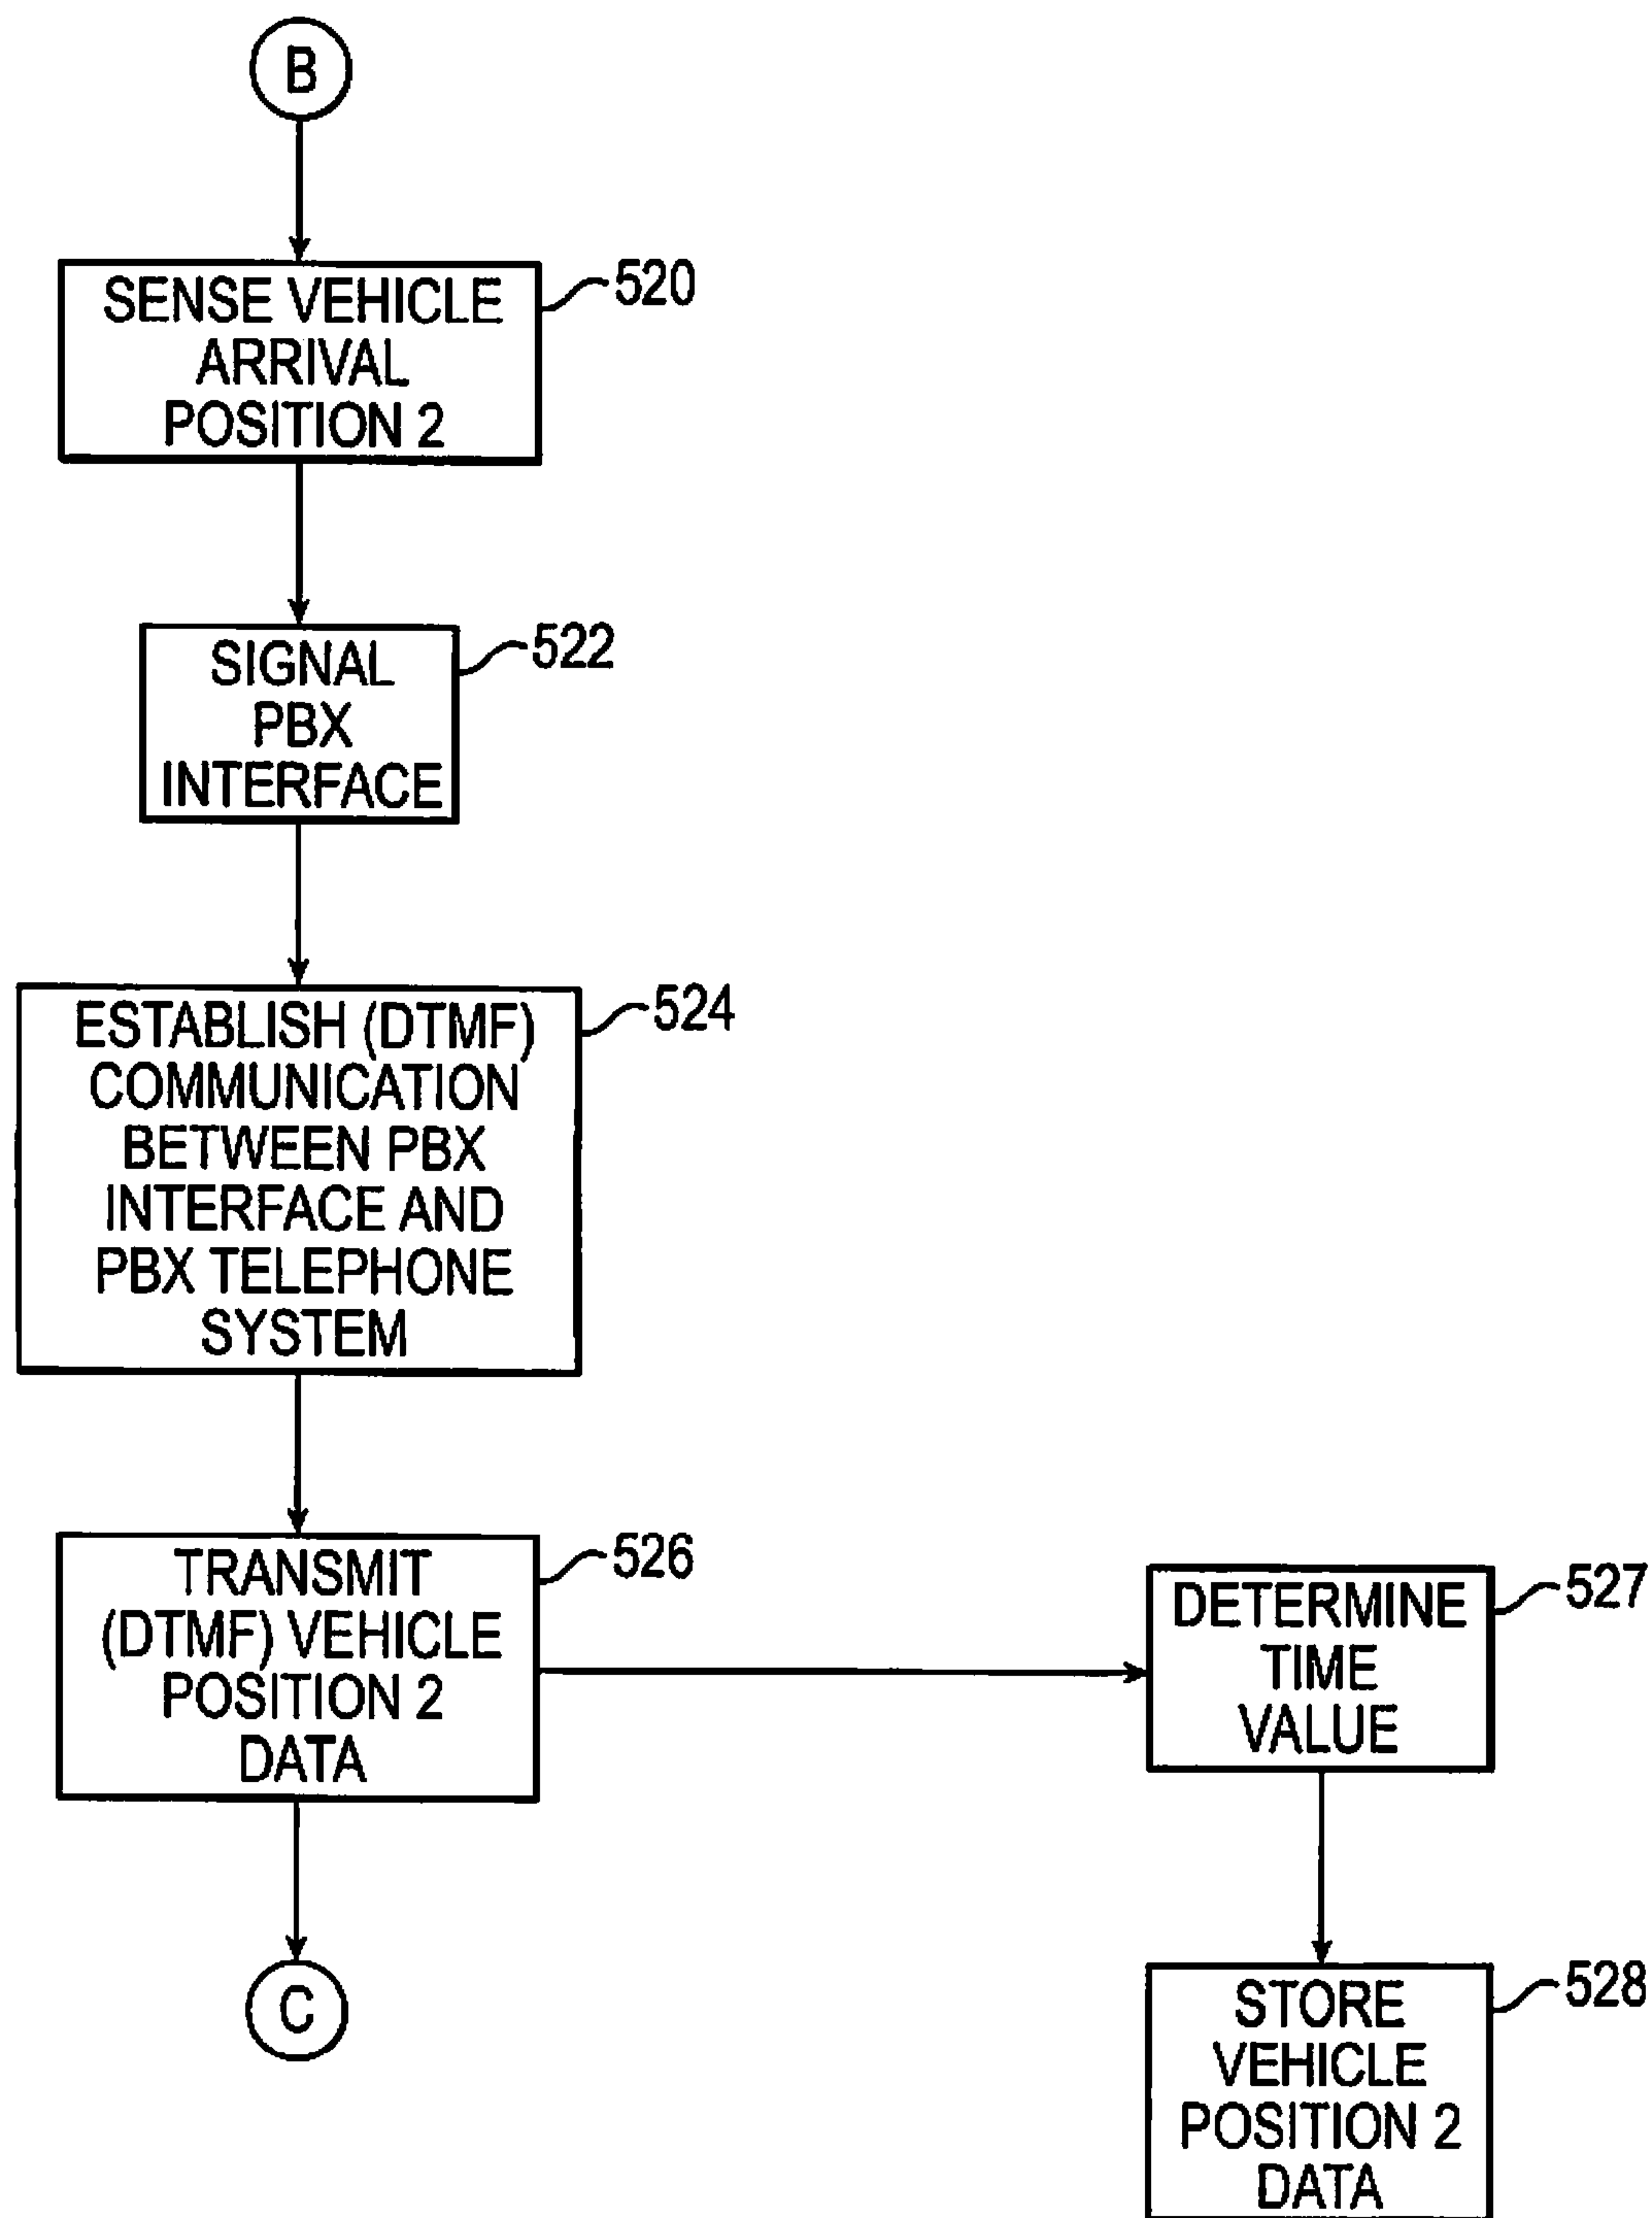 B
SENSE VEHICLE
ARRIVAL
POSITION 2
520
SIGNAL
PBX
INTERFACE
522
ESTABLISH (DTMF)
COMMUNICATION
BETWEEN PBX
INTERFACE AND
PBX TELEPHONE
SYSTEM
524
TRANSMIT
(DTMF) VEHICLE
POSITION 2
DATA
526
DETERMINE
TIME
VALUE
527
C
STORE
VEHICLE
POSITION 2
DATA
528